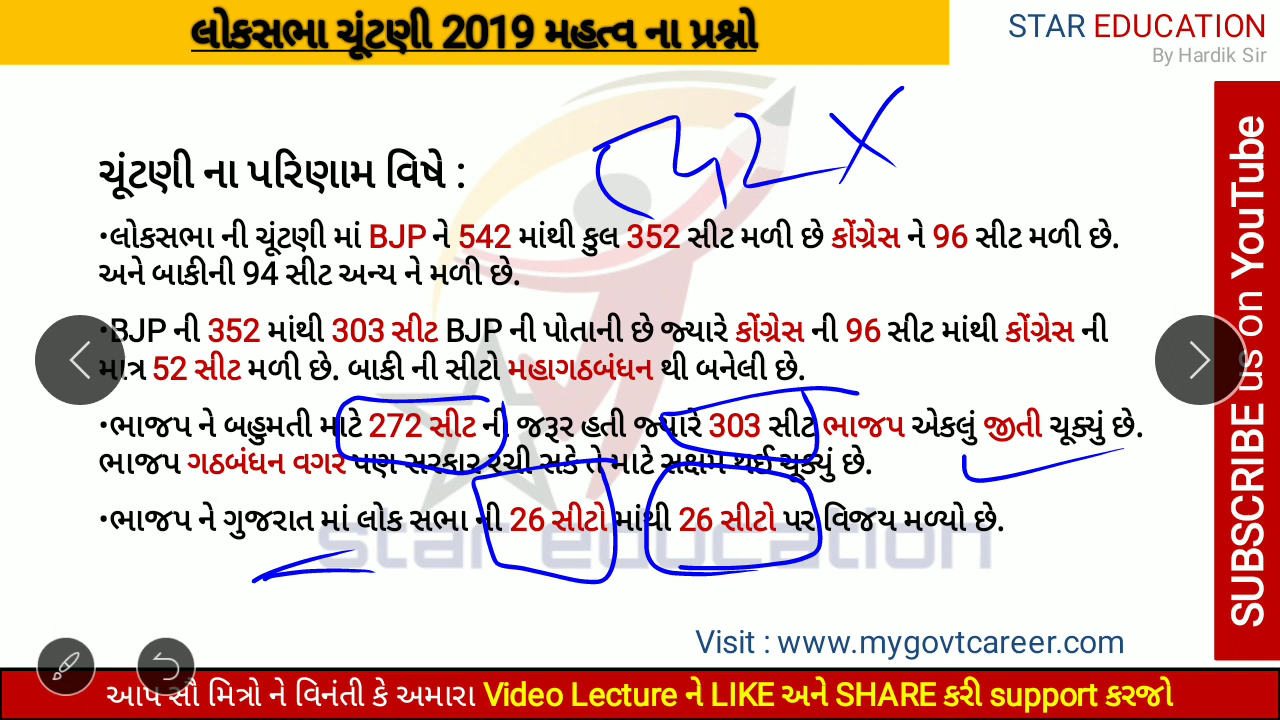 લોકસભા ચૂંટણી 2019 મહત્વ ના પ્રશ્નો
STAR EDUCATION
By Hardik Sir
ચૂંટણી ના પરિણામ વિષે :
•લોકસભા ની ચૂંટણી માં BJP ને 542 માંથી કુલ 352 સીટ મળી છે કોંગ્રેસ ને 96 સીટ મળી છે.
અને બાકીની 94 સીટ અન્ય ને મળી છે.
•BJP ની 352 માંથી 303 સીટ BJP ની પોતાની છે જ્યારે કોંગ્રેસ ની 96 સીટ માંથી કોંગ્રેસ ની
માત્ર 52 સીટ મળી છે. બાકી ની સીટો મહાગઠબંધન થી બનેલી છે.
•ભાજપ ને બહુમતી માટે 272 સીટ ની જરૂર હતી જ્યારે 303 સીટ ભાજપ એકલું જીતી ચૂક્યું છે.
ભાજપ ગઠબંધન વગર પણ સરકાર રચી સકે તે માટે સક્ષમ થઈ ચૂક્યું છે.
•ભાજપ ને ગુજરાત માં લોક સભા ની 26 સીટો માંથી 26 સીટો પર વિજય મળ્યો છે.
star education
Visit : www.mygovtcareer.com
આપ સૌ મિત્રો ને વિનંતી કે અમારા Video Lecture ને LIKE અને SHARE કરી support કરજો
SUBSCRIBE us on YouTube